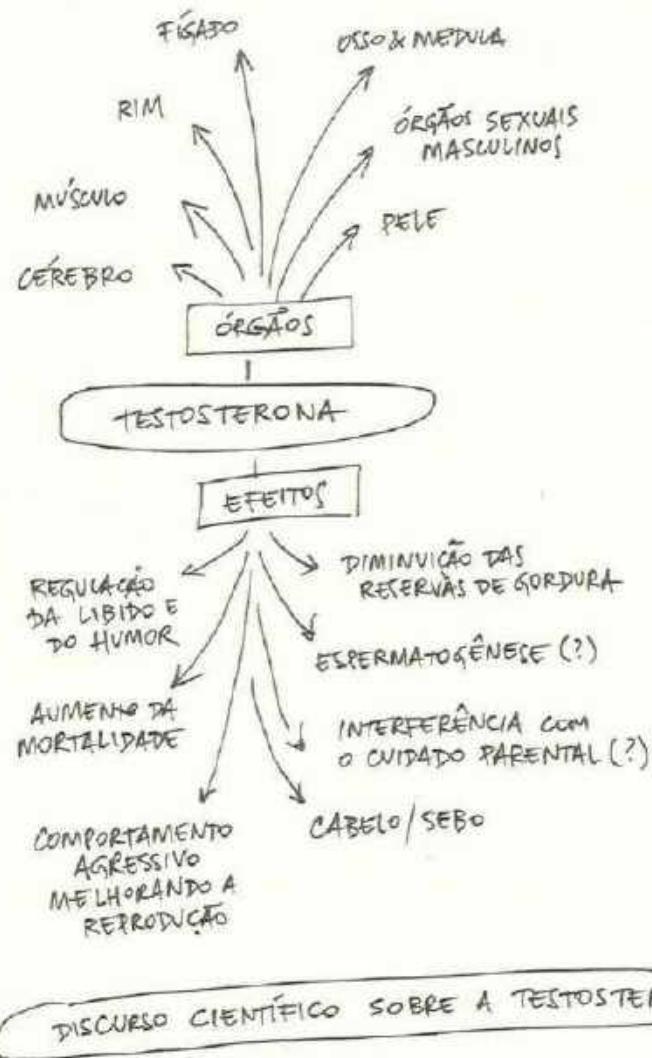 FÍGADO
OSSO & MEDULA
RIM
ÓRGÃOS SEXUAIS
MASCULINOS
MÚSCULO
PELE
CÉREBRO
ÓRGÃOS
TESTOSTERONA
EFEITOS
REGULAÇÃO
DA LIBIDO E
DO HUMOR
DIMINUIÇÃO DAS
RESERVAS DE GORDURA
ESPERMATOGÊNESE (?)
AUMENTO DA
MORTALIDADE
INTERFERÊNCIA COM
O CUIDADO PARENTAL (?)
CABELO/SEBO
COMPORTAMENTO
AGRESSIVO
MELHORANDO A
REPRODUÇÃO
DISCURSO CIENTÍFICO SOBRE A TESTOSTE